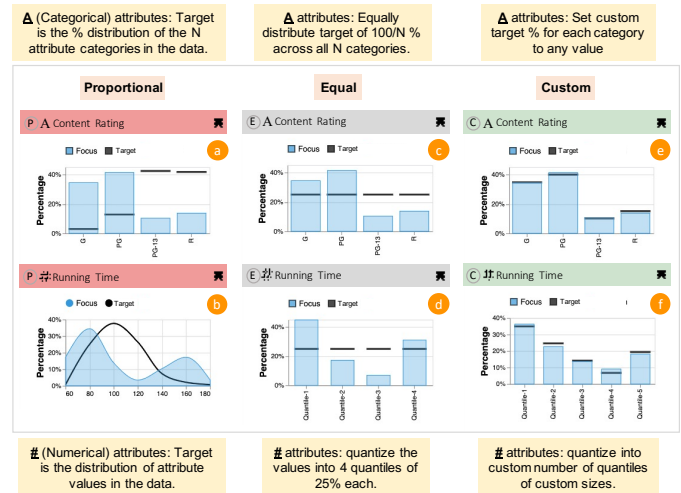 A (Categorical) attributes: Target
is the % distribution of the N
attribute categories in the data.
A attributes: Equally
distribute target of 100/N %
across all N categories.
A attributes: Set custom
target % for each category
to any value
Proportional
Equal
Custom
P A Content Rating
E A Content Rating
C A Content Rating
Focus Target
a
Percentage
40%
20%
0%
G PG PG-13 R
Focus Target
c
Percentage
40%
20%
0%
G PG PG-13 R
Focus Target
e
Percentage
40%
20%
0%
G PG PG-13 R
P # Running Time
E # Running Time
C # Running Time
Focus Target
b
Percentage
40%
30%
20%
10%
0%
60 80 100 120 140 160 180
Focus Target
d
Percentage
40%
20%
0%
Quantile-1 Quantile-2 Quantile-3 Quantile-4
Focus Target
f
Percentage
40%
30%
20%
10%
0%
Quantile-1 Quantile-2 Quantile-3 Quantile-4 Quantile-5
# (Numerical) attributes: Target
is the distribution of attribute
values in the data.
# attributes: quantize the
values into 4 quantiles of
25% each.
# attributes: quantize into
custom number of quantiles
of custom sizes.